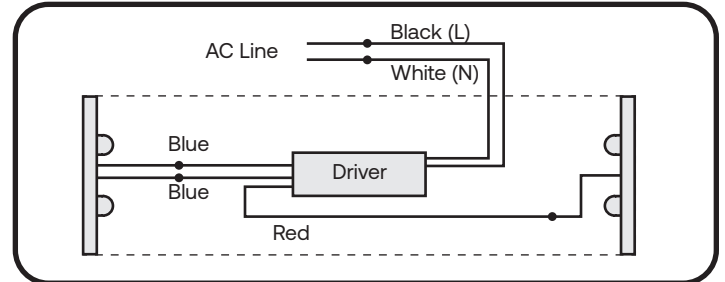 Black (L)
AC Line
White (N)
Blue
Driver
Blue
Red